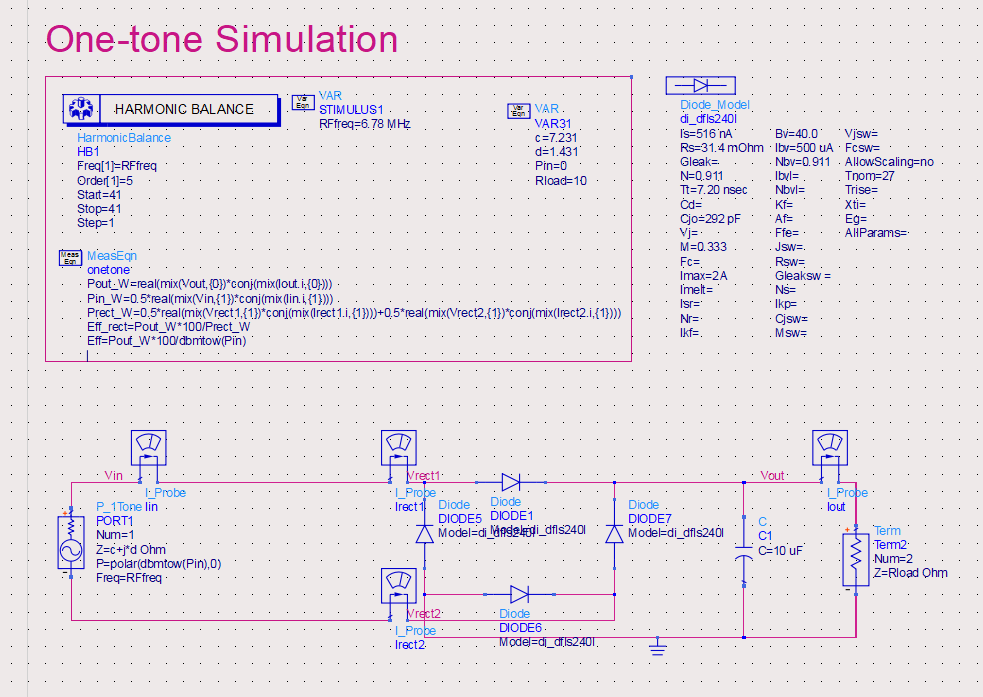 One-tone Simulation
HARMONIC BALANCE
HarmonicBalance
HB1
Freq[1]=RFfreq
Order[1]=5
Start=41
Stop=41
Step=1
Var
Eqn
VAR
STIMULUS1
RFfreq=6.78 MHz
Var
Eqn
VAR
VAR31
c=7.231
d=1.431
Pin=0
Rload=10
Meas
Eqn
MeasEqn
onetone
Pout_W=real(mix(Vout,{0})*conj(mix(Iout.i,{0})))
Pin_W=0.5*real(mix(Vin,{1})*conj(mix(Iin.i,{1})))
Prect_W=0,5*real(mix(Vrect1,{1})*conj(mix(Irect1.i,{1})))+0,5*real(mix(Vrect2,{1})*conj(mix(Irect2.i,{1})))
Eff_rect=Pout_W*100/Prect_W
Eff=Pout_W*100/dbmtow(Pin)
Diode_Model
di_dfls240l
Is=516 nA
Rs=31.4 mOhm
Gleak=
N=0.911
Tt=7.20 nsec
Cd=
Cjo=292 pF
Vj=
M=0.333
Fc=
Imax=2A
Imelt=
Isr=
Nr=
Ikf=
Bv=40.0
Ibv=500 uA
Nbv=0.911
Ibvl=
Nbvl=
Kf=
Af=
Ffe=
Jsw=
Rsw=
Gleaksw=
Ns=
Ikp=
Cjsw=
Msw=
Vjsw=
Fcsw=
AllowScaling=no
Tnom=27
Trise=
Xti=
Eg=
AllParams=
Vin
I_Probe
Iin
P_1Tone
PORT1
Num=1
Z=c+j*d Ohm
P=polar(dbmtow(Pin),0)
Freq=RFfreq
Vrect1
I_Probe
Irect1
Diode
DIODE5
Model=di_dfls240l
Diode
DIODE1
Model=di_dfls240l
Diode
DIODE7
Model=di_dfls240l
Vrect2
I_Probe
Irect2
Diode
DIODE6
Model=di_dfls240l
Vout
I_Probe
Iout
C
C1
C=10 uF
Term
Term2
Num=2
Z=Rload Ohm